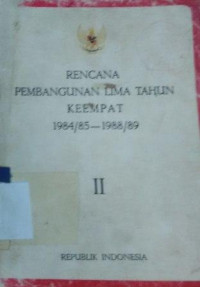 RENCANA
PEMBANGUNAN LIMA TAHUN
KEEMPAT
1984/85 — 1988/89
II
REPUBLIK INDONESIA